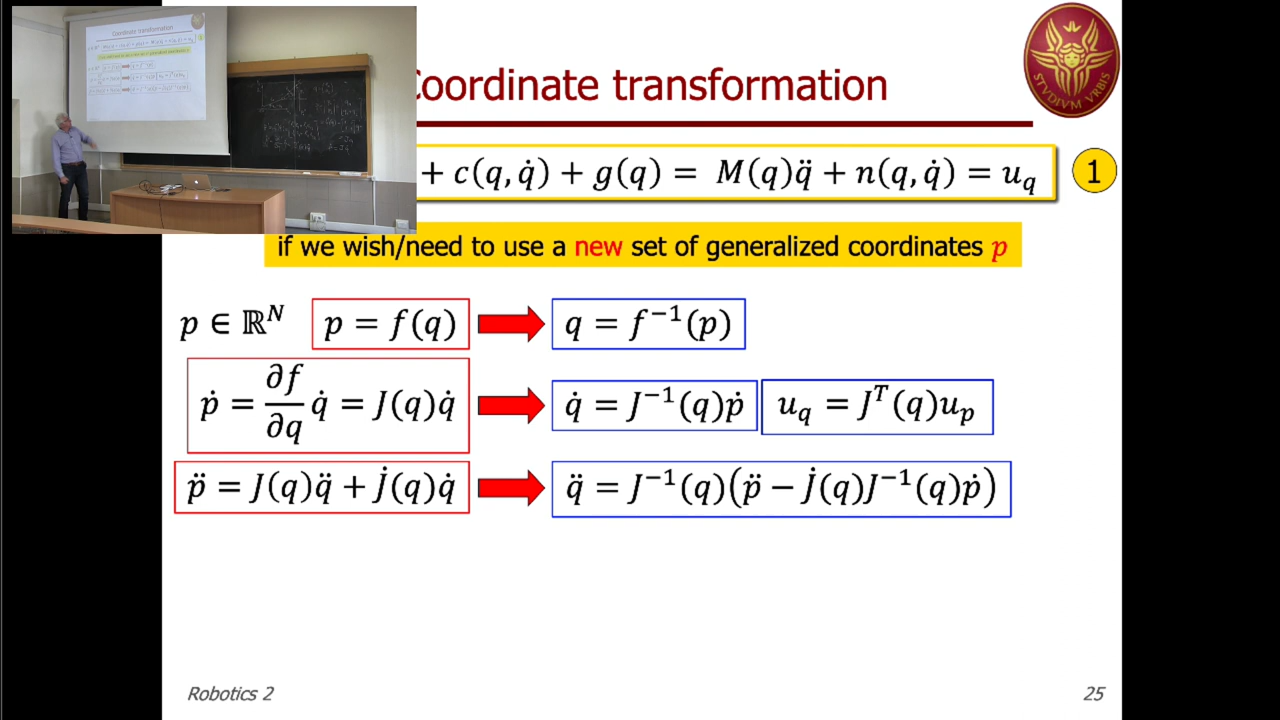 Coordinate transformation
STVDIVM VRBIS
+ c(q, q̇) + g(q) = M(q)q̈ + n(q, q̇) = u_q
1
if we wish/need to use a new set of generalized coordinates p
p ∈ ℝ^N p = f(q) q = f⁻¹(p)
ṗ = ∂f/∂q q̇ = J(q)q̇ q̇ = J⁻¹(q)ṗ u_q = J^T(q)u_p
p̈ = J(q)q̈ + J̇(q)q̇ q̈ = J⁻¹(q)(p̈ − J̇(q)J⁻¹(q)ṗ)
Robotics 2
25